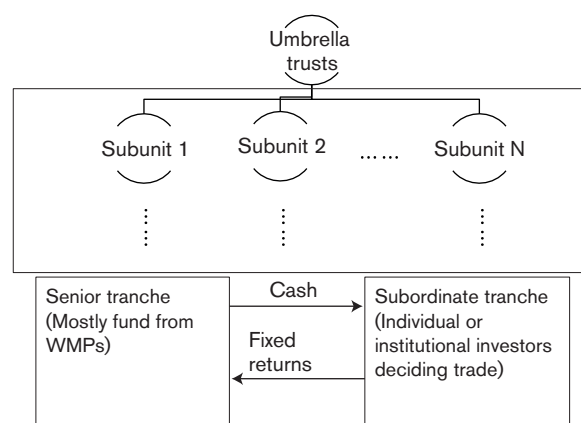 Umbrella
trusts
Subunit 1
Subunit 2
... ...
Subunit N
Senior tranche
(Mostly fund from
WMPs)
Cash
Fixed
returns
Subordinate tranche
(Individual or
institutional investors
deciding trade)